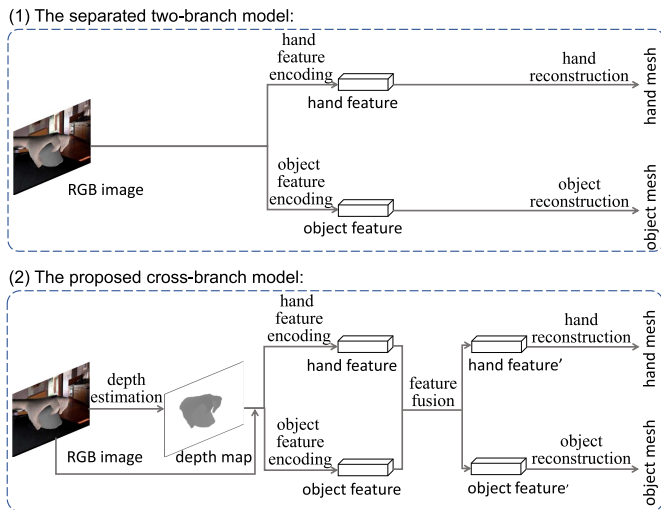 (1) The separated two-branch model:
hand
feature
encoding
hand feature
hand
reconstruction
hand mesh
RGB image
object
feature
encoding
object feature
object
reconstruction
object mesh
(2) The proposed cross-branch model:
hand
feature
encoding
hand feature
hand feature′
hand
reconstruction
hand mesh
depth
estimation
feature
fusion
RGB image
depth map
object
feature
encoding
object feature
object feature′
object
reconstruction
object mesh